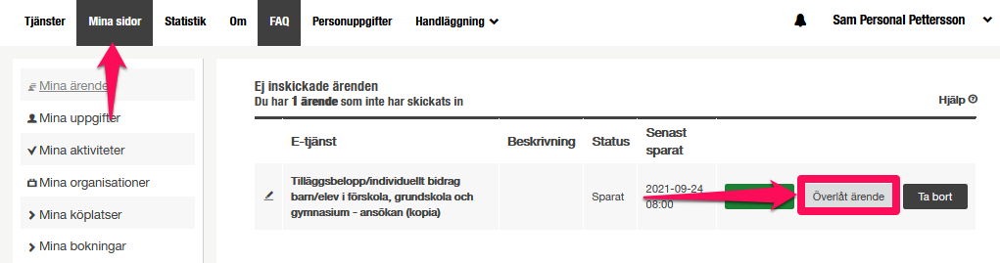 Tjänster Mina sidor Statistik Om FAQ Personuppgifter Handläggning Sam Personal Pettersson
Mina ärende
Mina uppgifter
Mina aktiviteter
Mina organisationer
Mina köplatser
Mina bokningar
Ej inskickade ärenden
Du har 1 ärende som inte har skickats in
Hjälp
E-tjänst Beskrivning Status Senast
sparat
Tilläggsbelopp/individuellt bidrag
barn/elev i förskola, grundskola och
gymnasium - ansökan (kopia)
Sparat
2021-09-24
08:00
Överlåt ärende
Ta bort